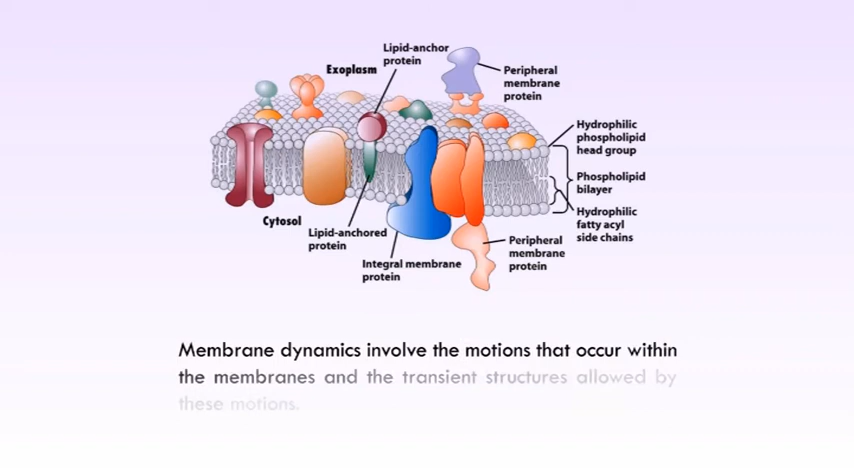 Lipid-anchor
protein
Exoplasm
Peripheral
membrane
protein
Hydrophilic
phospholipid
head group
Phospholipid
bilayer
Hydrophilic
fatty acyl
side chains
Cytosol
Lipid-anchored
protein
Integral membrane
protein
Peripheral
membrane
protein
Membrane dynamics involve the motions that occur within
the membranes and the transient structures allowed by
these motions.